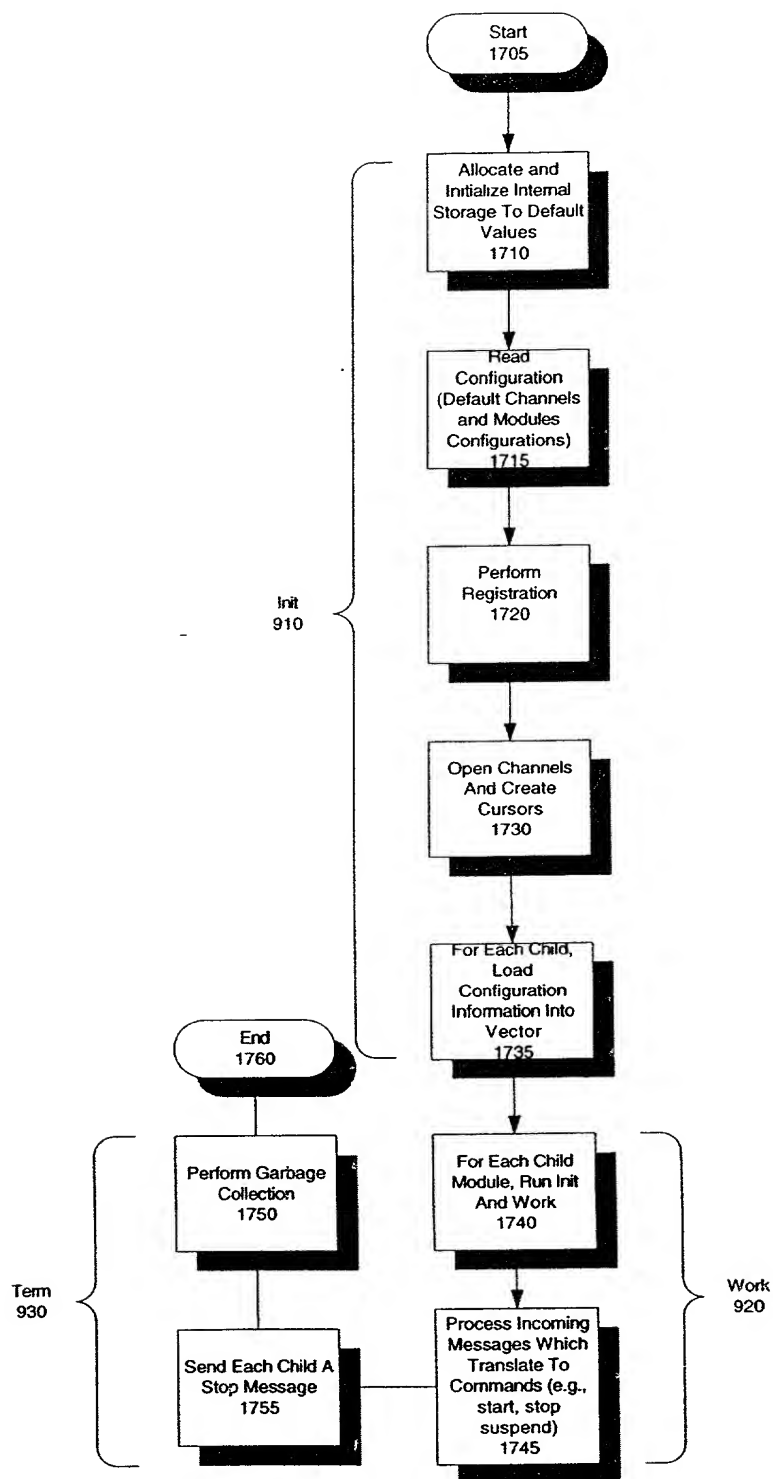 Start
1705
Allocate and
Initialize Internal
Storage To Default
Values
1710
Read
Configuration
(Default Channels
and Modules
Configurations)
1715
Perform
Registration
1720
Init
910
Open Channels
And Create
Cursors
1730
For Each Child,
Load
Configuration
Information Into
Vector
1735
End
1760
For Each Child
Module, Run Init
And Work
1740
Perform Garbage
Collection
1750
Term
930
Work
920
Process Incoming
Messages Which
Translate To
Commands (e.g.,
start, stop
suspend)
1745
Send Each Child A
Stop Message
1755